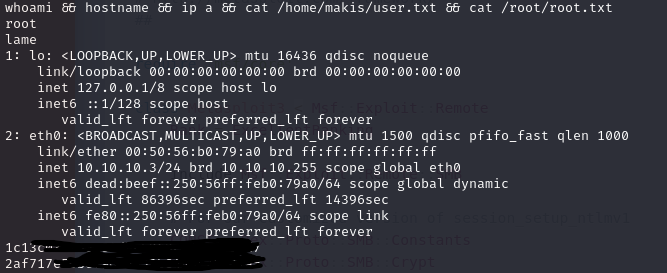 whoami && hostname && ip a && cat /home/makis/user.txt && cat /root/root.txt
root
lame
1: lo: <LOOPBACK,UP,LOWER_UP> mtu 16436 qdisc noqueue
link/loopback 00:00:00:00:00:00 brd 00:00:00:00:00:00
inet 127.0.0.1/8 scope host lo
inet6 ::1/128 scope host
valid_lft forever preferred_lft forever
2: eth0: <BROADCAST,MULTICAST,UP,LOWER_UP> mtu 1500 qdisc pfifo_fast qlen 1000
link/ether 00:50:56:b0:79:a0 brd ff:ff:ff:ff:ff:ff
inet 10.10.10.3/24 brd 10.10.10.255 scope global eth0
inet6 dead:beef::250:56ff:feb0:79a0/64 scope global dynamic
valid_lft 86396sec preferred_lft 14396sec
inet6 fe80::250:56ff:feb0:79a0/64 scope link
valid_lft forever preferred_lft forever
1c13c
Proto SMB Constants
2af717e
Proto SMB Crypt